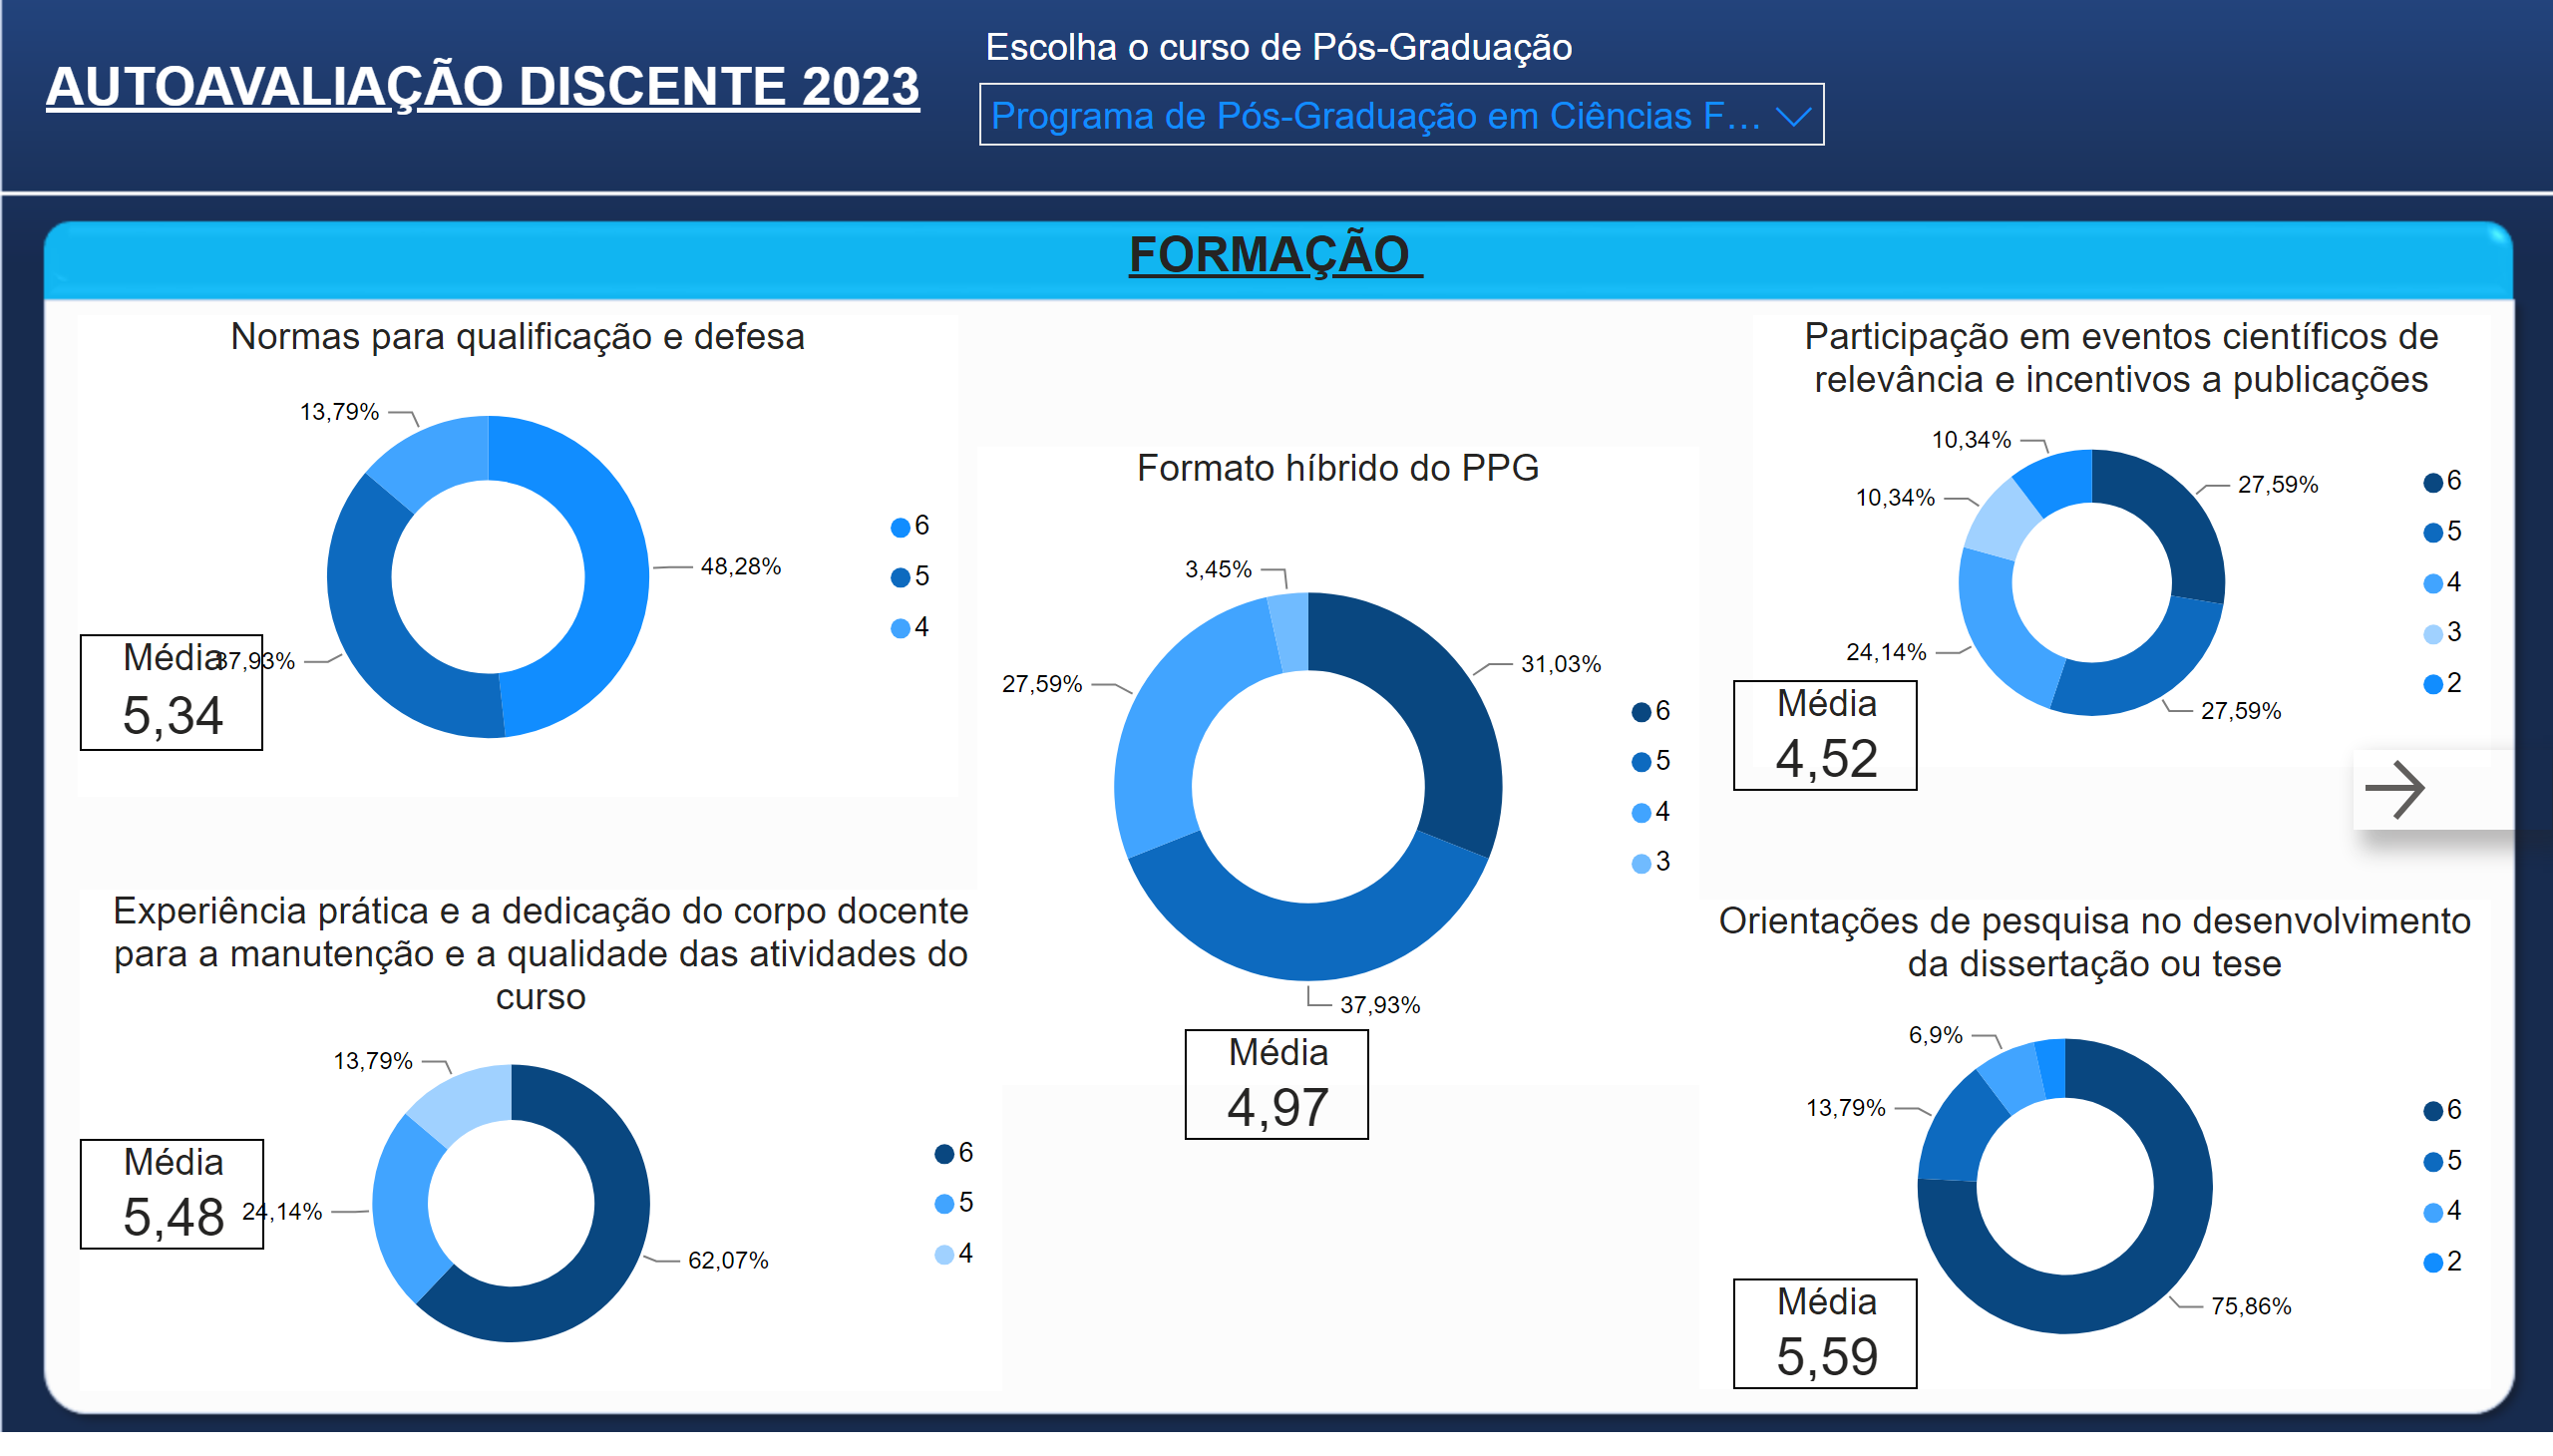 AUTOAVALIAÇÃO DISCENTE 2023
Escolha o curso de Pós-Graduação
Programa de Pós-Graduação em Ciências F...
FORMAÇÃO
Normas para qualificação e defesa
13,79%
48,28%
37,93%
6
5
4
Média
5,34
Formato híbrido do PPG
3,45%
31,03%
27,59%
37,93%
6
5
4
3
Média
4,97
Participação em eventos científicos de
relevância e incentivos a publicações
10,34%
27,59%
10,34%
24,14%
27,59%
6
5
4
3
2
Média
4,52
Experiência prática e a dedicação do corpo docente
para a manutenção e a qualidade das atividades do
curso
13,79%
24,14%
62,07%
6
5
4
Média
5,48
Orientações de pesquisa no desenvolvimento
da dissertação ou tese
6,9%
13,79%
75,86%
6
5
4
2
Média
5,59